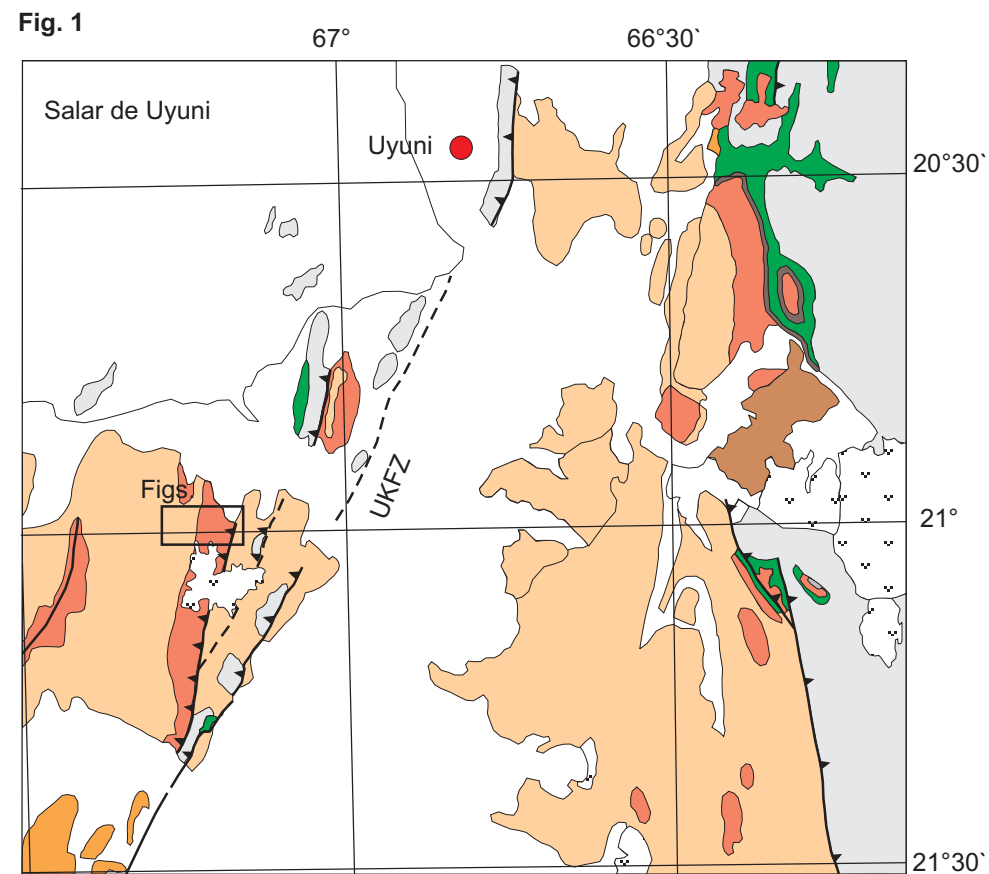 Fig. 1
67°
66°30`
Salar de Uyuni
Uyuni
20°30`
UKFZ
Figs.
21°
21°30`